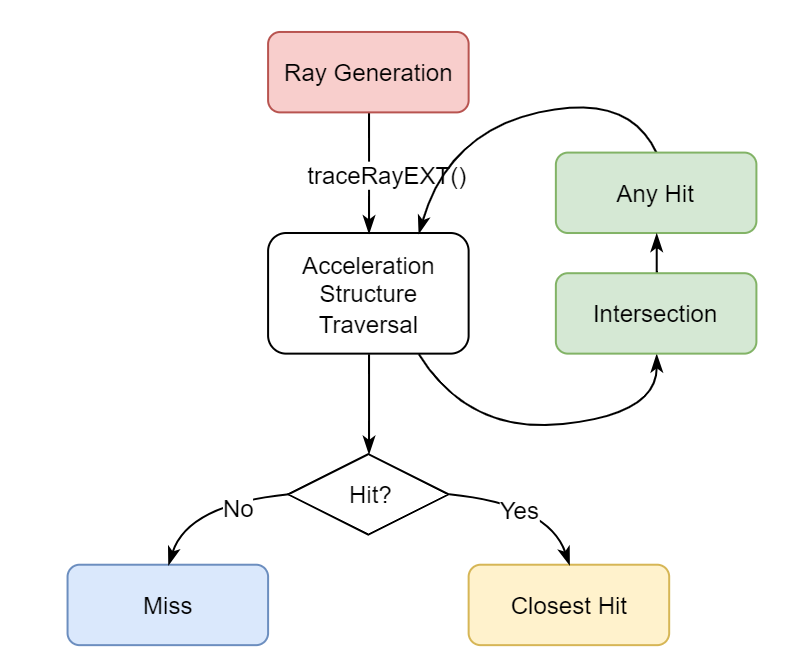 Ray Generation
traceRayEXT()
Any Hit
Acceleration
Structure
Traversal
Intersection
Hit?
No
Yes
Miss
Closest Hit